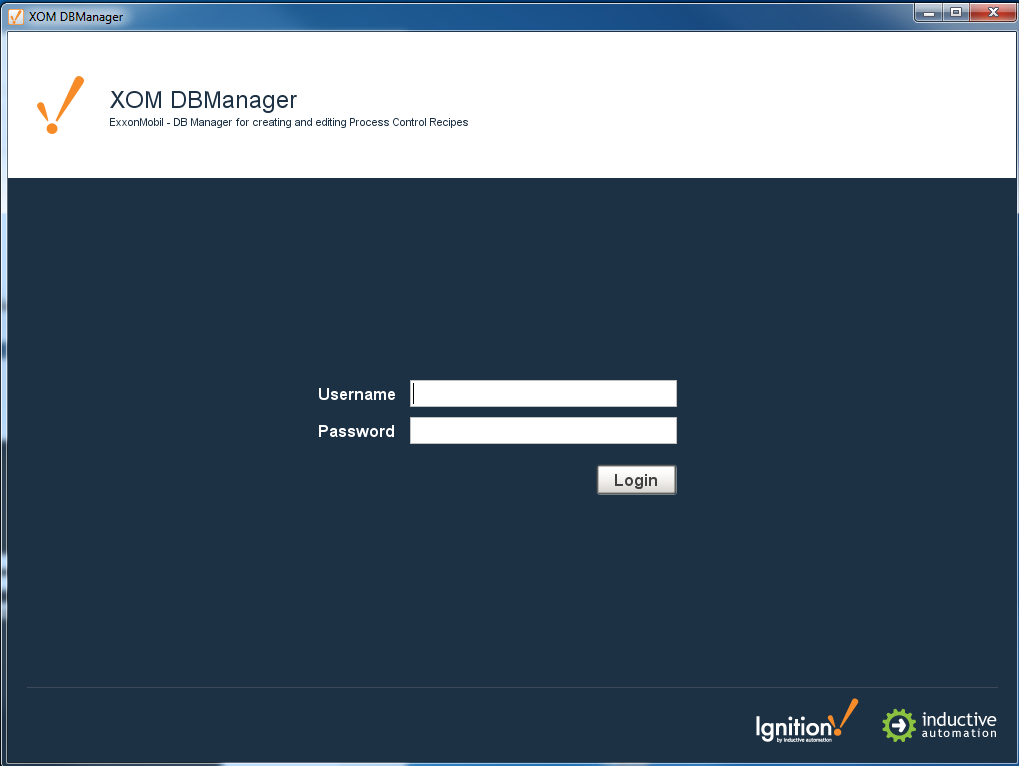 XOM DBManager
XOM DBManager
ExxonMobil - DB Manager for creating and editing Process Control Recipes
Username
Password
Login
Ignition!
by inductive automation
inductive
automation